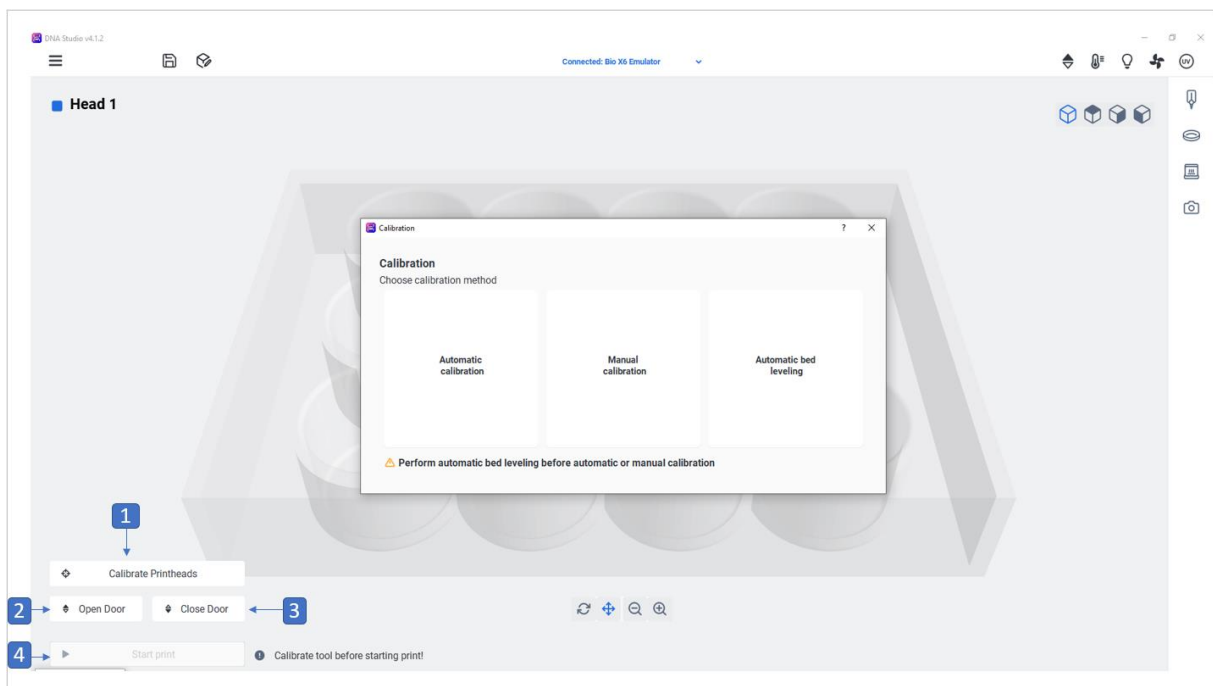 DNA Studio v4.1.2
Connected: Bio X6 Emulator
UV
Head 1
Calibration
?
Calibration
Choose calibration method
Automatic
calibration
Manual
calibration
Automatic bed
leveling
Perform automatic bed leveling before automatic or manual calibration
1
Calibrate Printheads
2
Open Door
Close Door
3
4
Start print
Calibrate tool before starting print!